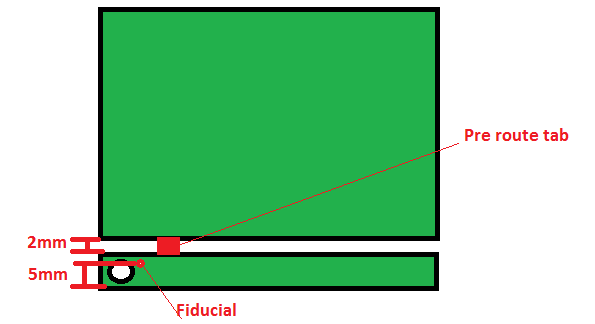 Pre route tab
2mm
5mm
Fiducial